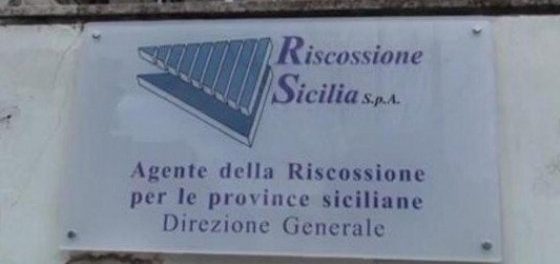 Riscossione
Sicilia S.p.A.
Agente della Riscossione
per le province siciliane
Direzione Generale